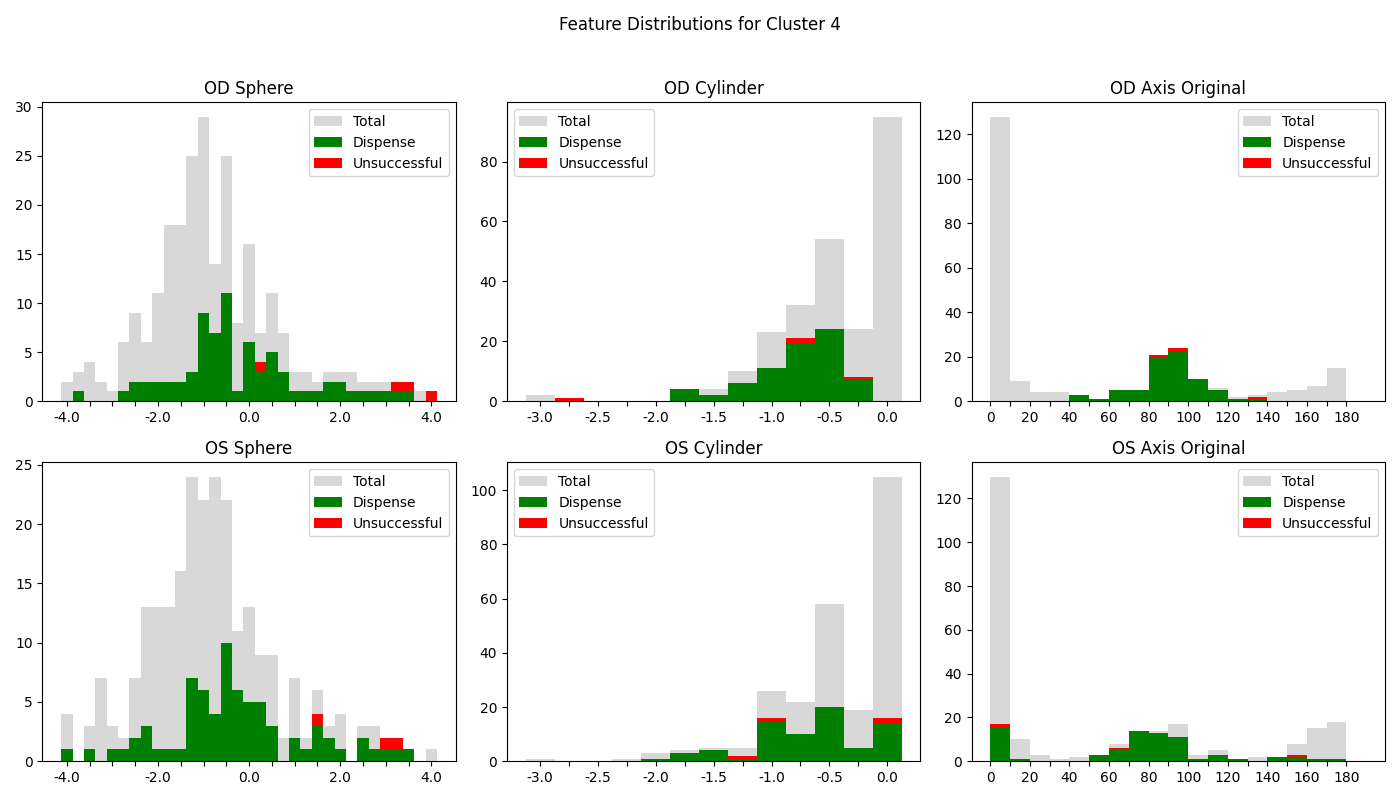 Feature Distributions for Cluster 4
OD Sphere
30
25
20
15
10
5
0
-4.0 -2.0 0.0 2.0 4.0
Total
Dispense
Unsuccessful
OD Cylinder
80
60
40
20
0
-3.0 -2.5 -2.0 -1.5 -1.0 -0.5 0.0
Total
Dispense
Unsuccessful
OD Axis Original
120
100
80
60
40
20
0
0 20 40 60 80 100 120 140 160 180
Total
Dispense
Unsuccessful
OS Sphere
25
20
15
10
5
0
-4.0 -2.0 0.0 2.0 4.0
Total
Dispense
Unsuccessful
OS Cylinder
100
80
60
40
20
0
-3.0 -2.5 -2.0 -1.5 -1.0 -0.5 0.0
Total
Dispense
Unsuccessful
OS Axis Original
120
100
80
60
40
20
0
0 20 40 60 80 100 120 140 160 180
Total
Dispense
Unsuccessful